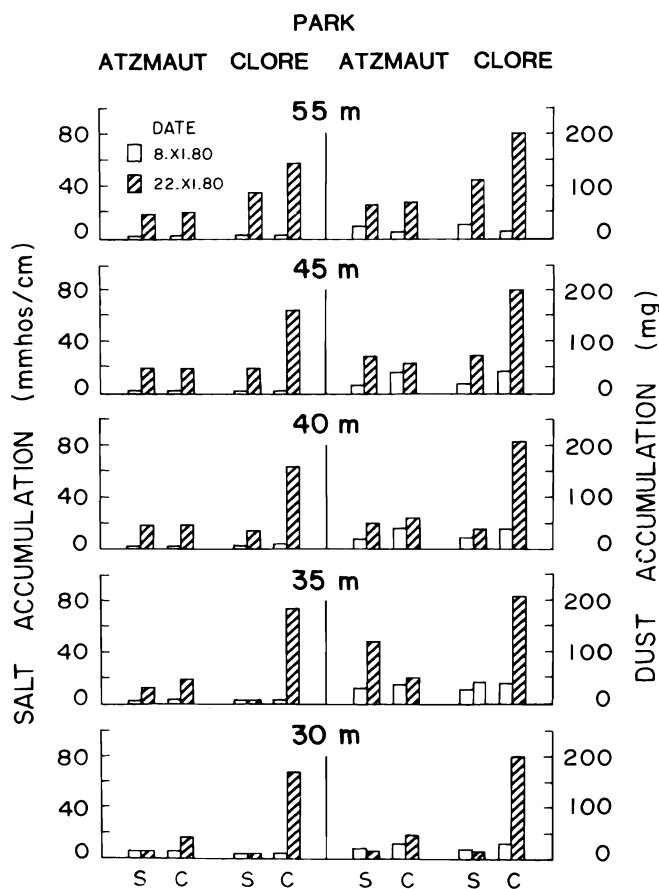 PARK
ATZMAUT CLORE ATZMAUT CLORE
55 m
DATE
8.XI.80
22.XI.80
80
40
0
200
100
0
45 m
80
40
0
200
100
0
40 m
80
40
0
200
100
0
35 m
80
40
0
200
100
0
30 m
80
40
0
200
100
0
S C S C S C S C
SALT ACCUMULATION (mmhos/cm)
DUST ACCUMULATION (mg)